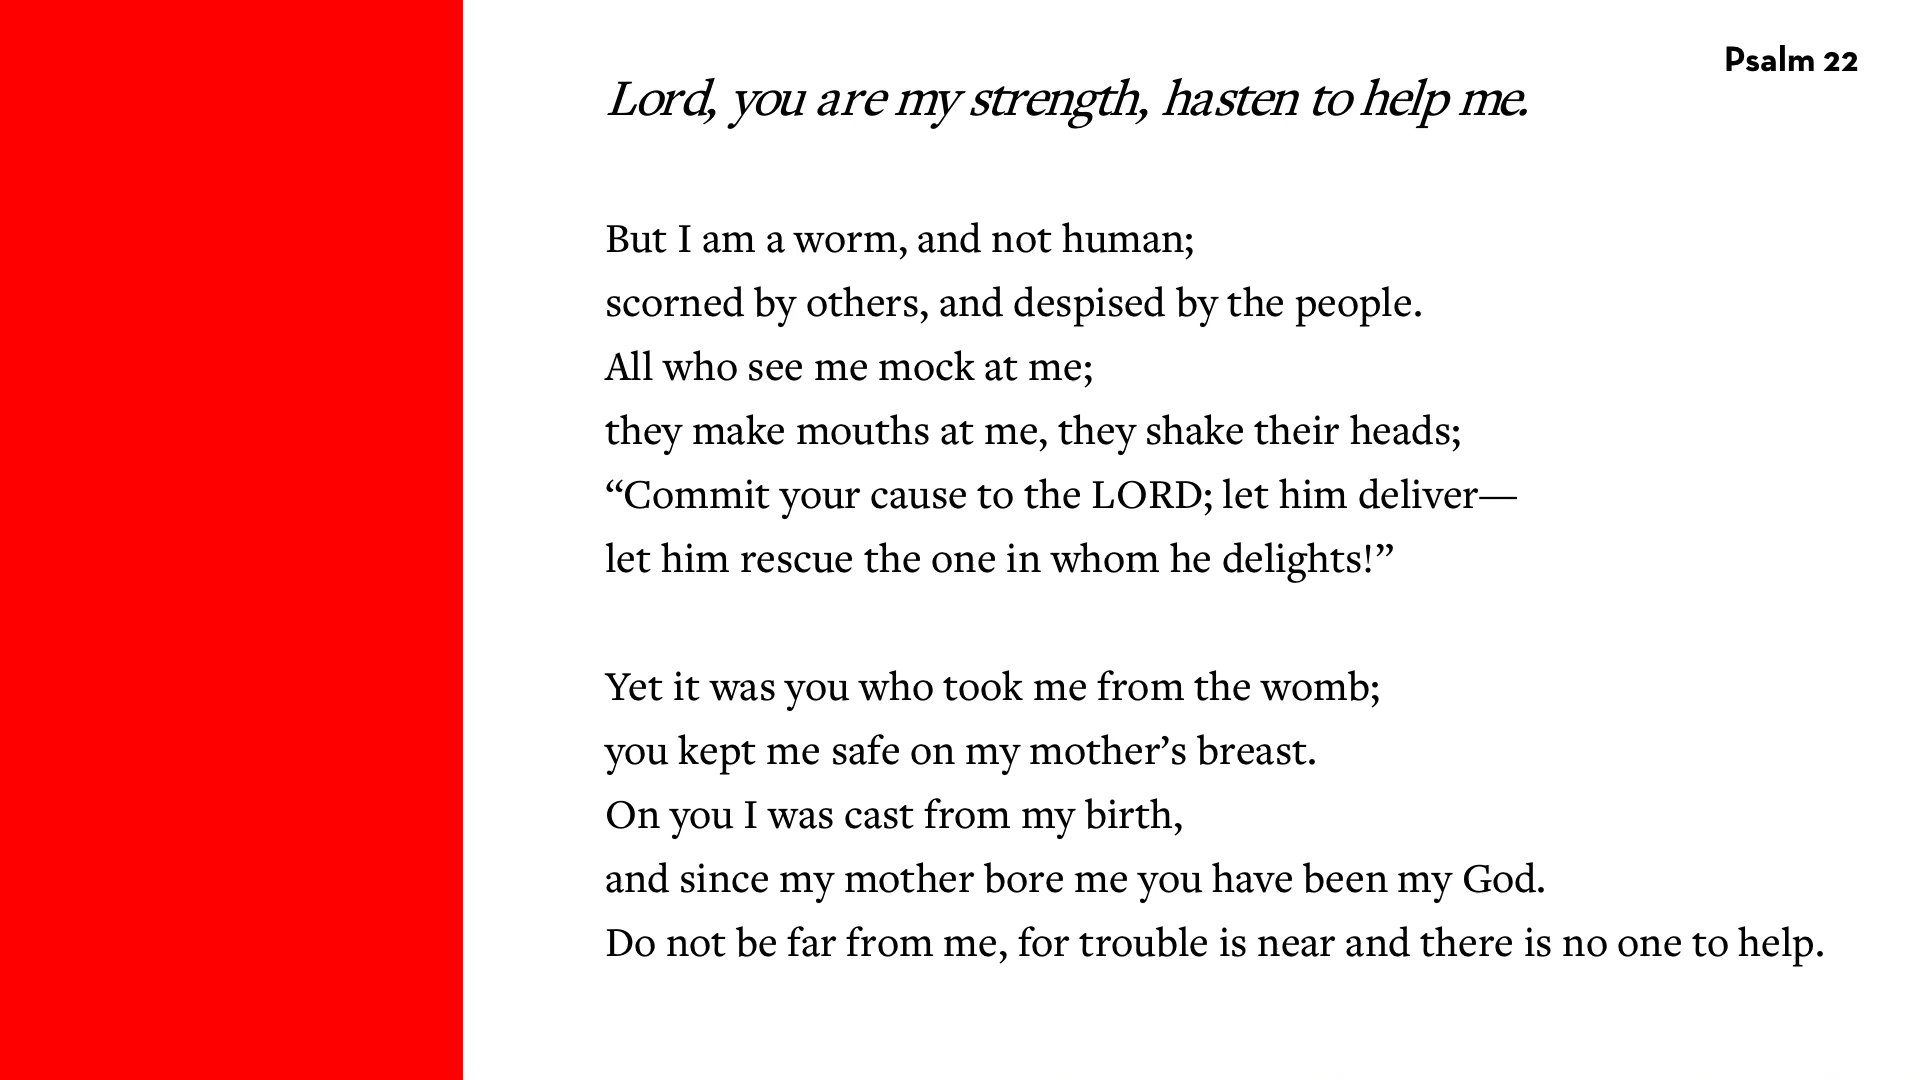 Psalm 22
Lord, you are my strength, hasten to help me.
But I am a worm, and not human;
scorned by others, and despised by the people.
All who see me mock at me;
they make mouths at me, they shake their heads;
“Commit your cause to the LORD; let him deliver—
let him rescue the one in whom he delights!”
Yet it was you who took me from the womb;
you kept me safe on my mother’s breast.
On you I was cast from my birth,
and since my mother bore me you have been my God.
Do not be far from me, for trouble is near and there is no one to help.